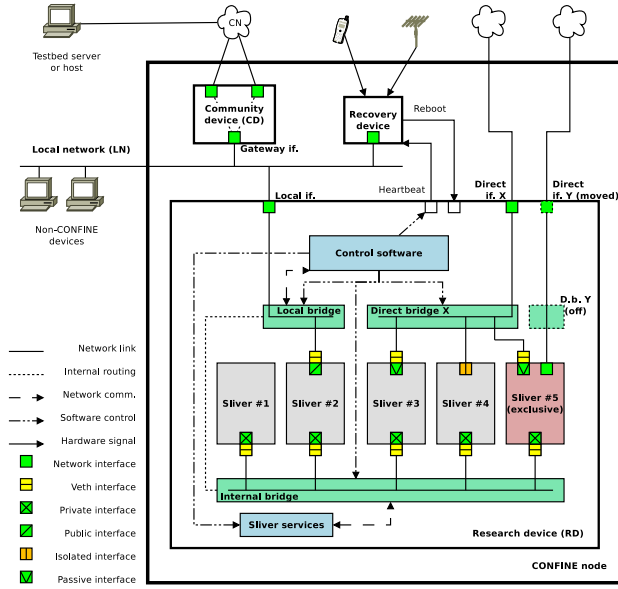 CN
Testbed server
or host
Community
device (CD)
Recovery
device
Reboot
Local network (LN)
Gateway if.
Heartbeat
Direct
if. X
Direct
if. Y (moved)
Local if.
Non-CONFINE
devices
Control software
Local bridge
Direct bridge X
D.b. Y
(off)
Sliver #1
Sliver #2
Sliver #3
Sliver #4
Sliver #5
(exclusive)
Internal bridge
Sliver services
Research device (RD)
CONFINE node
Network link
Internal routing
Network comm.
Software control
Hardware signal
Network interface
Veth interface
Private interface
Public interface
Isolated interface
Passive interface